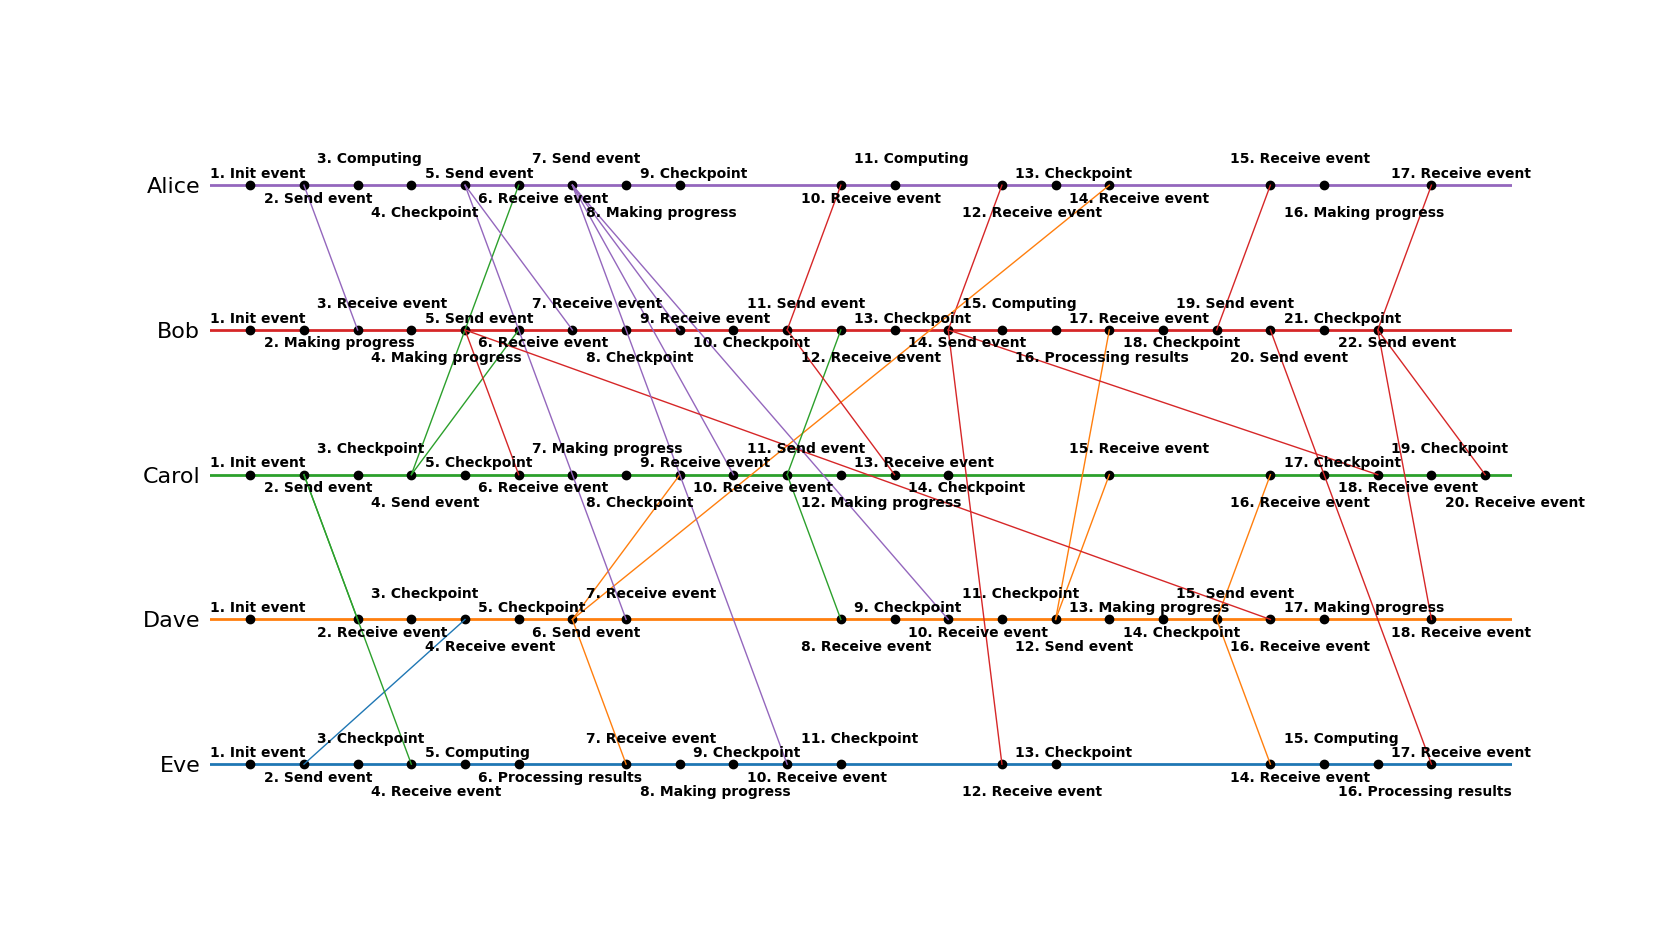 3. Computing
7. Send event
11. Computing
15. Receive event
1. Init event
5. Send event
9. Checkpoint
13. Checkpoint
17. Receive event
Alice
2. Send event
6. Receive event
10. Receive event
14. Receive event
4. Checkpoint
8. Making progress
12. Receive event
16. Making progress
3. Receive event
7. Receive event
11. Send event
15. Computing
19. Send event
1. Init event
5. Send event
9. Receive event
13. Checkpoint
17. Receive event
21. Checkpoint
Bob
2. Making progress
6. Receive event
10. Checkpoint
14. Send event
18. Checkpoint
22. Send event
4. Making progress
8. Checkpoint
12. Receive event
16. Processing results
20. Send event
3. Checkpoint
7. Making progress
11. Send event
15. Receive event
19. Checkpoint
1. Init event
5. Checkpoint
9. Receive event
13. Receive event
17. Checkpoint
Carol
2. Send event
6. Receive event
10. Receive event
14. Checkpoint
18. Receive event
4. Send event
8. Checkpoint
12. Making progress
16. Receive event
20. Receive event
3. Checkpoint
7. Receive event
11. Checkpoint
15. Send event
1. Init event
5. Checkpoint
9. Checkpoint
13. Making progress
17. Making progress
Dave
2. Receive event
6. Send event
10. Receive event
14. Checkpoint
18. Receive event
4. Receive event
8. Receive event
12. Send event
16. Receive event
3. Checkpoint
7. Receive event
11. Checkpoint
15. Computing
1. Init event
5. Computing
9. Checkpoint
13. Checkpoint
17. Receive event
Eve
2. Send event
6. Processing results
10. Receive event
14. Receive event
4. Receive event
8. Making progress
12. Receive event
16. Processing results